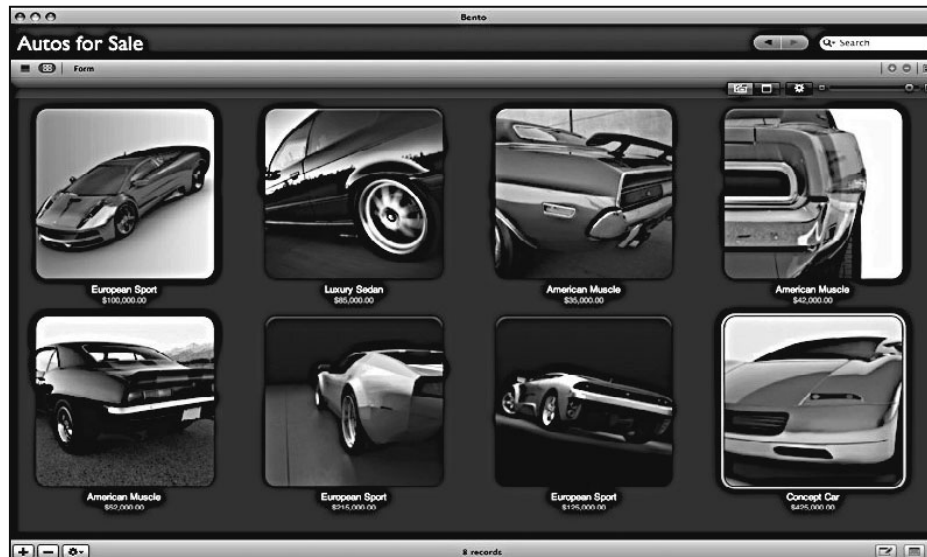 Bento
Autos for Sale
Search
Form
European Sport
$100,000.00
Luxury Sedan
$85,000.00
American Muscle
$35,000.00
American Muscle
$42,000.00
American Muscle
$52,000.00
European Sport
$215,000.00
European Sport
$125,000.00
Concept Car
$425,000.00
8 records